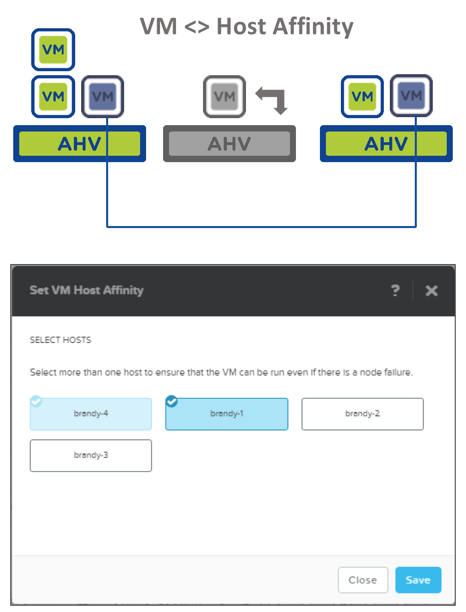 VM <> Host Affinity
VM
VM
VM
VM
VM
VM
AHV
AHV
AHV
Set VM Host Affinity
?
SELECT HOSTS
Select more than one host to ensure that the VM can be run even if there is a node failure.
brandy-4
brandy-1
brandy-2
brandy-3
Close
Save